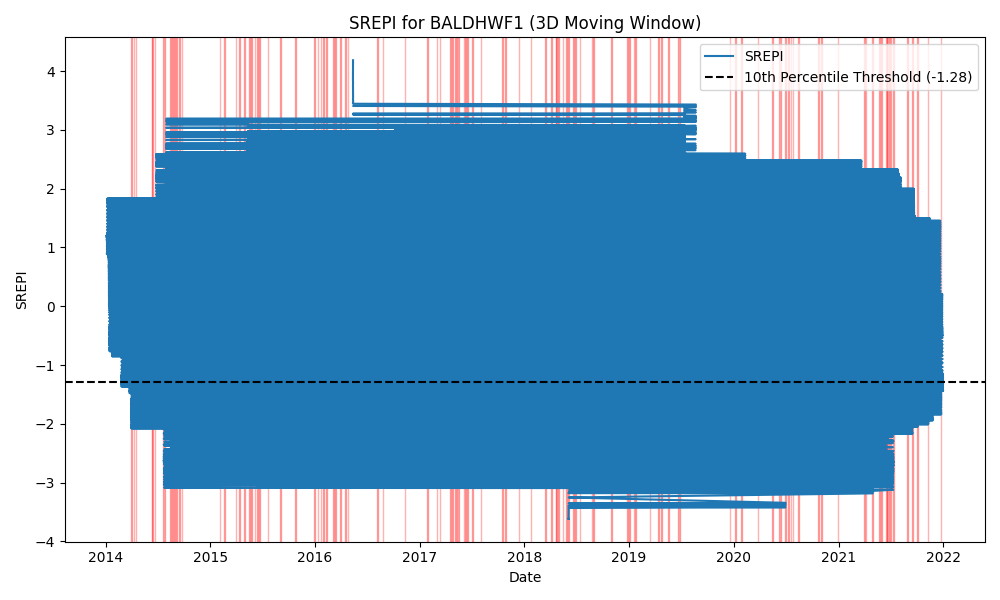 SREPI for BALDHWF1 (3D Moving Window)
SREPI
10th Percentile Threshold (-1.28)
4
3
2
1
0
−1
−2
−3
−4
SREPI
2014 2015 2016 2017 2018 2019 2020 2021 2022
Date